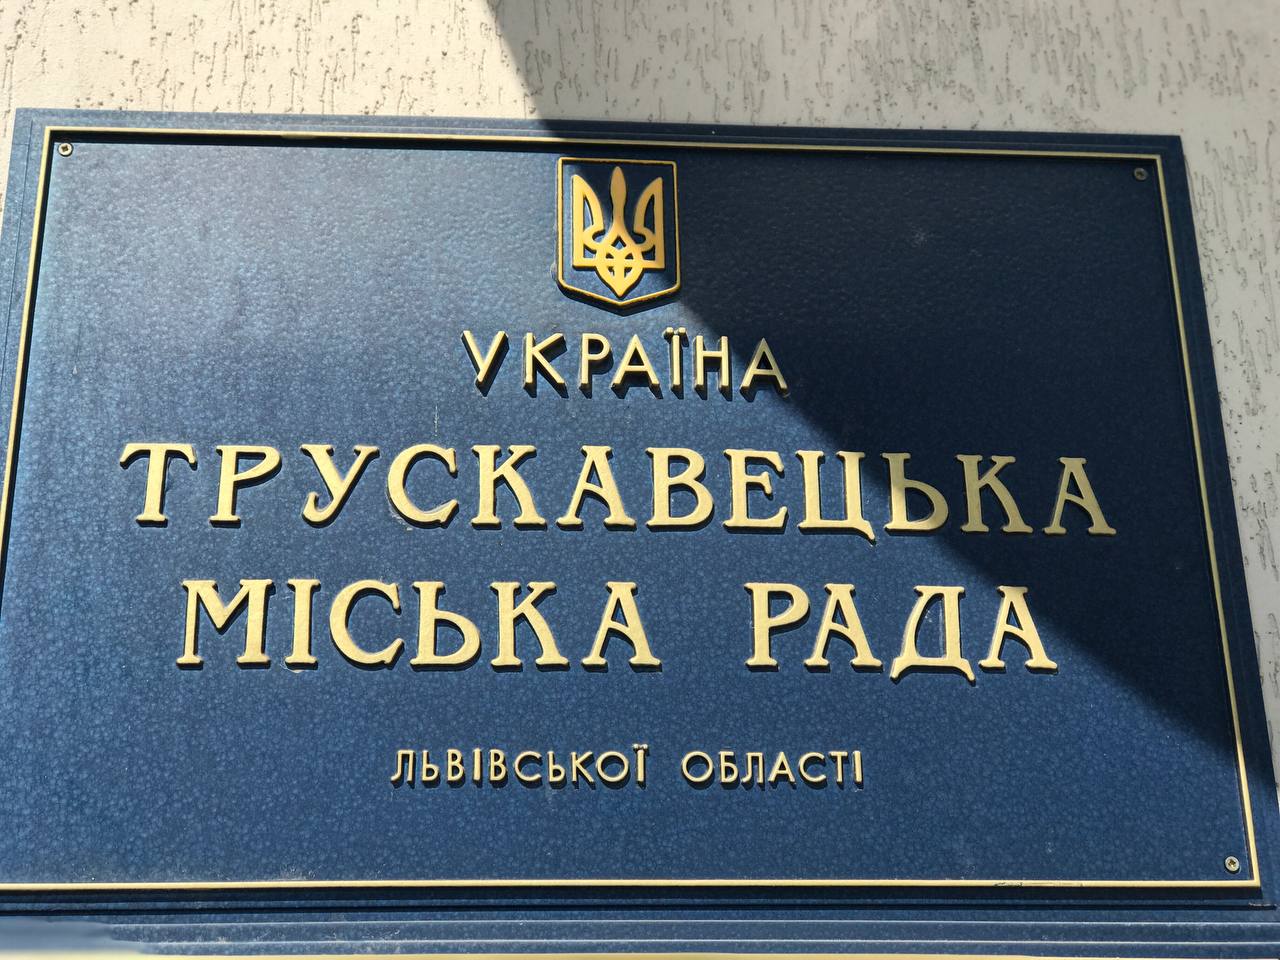 УКРАЇНА
ТРУСКАВЕЦЬКА
МІСЬКА РАДА
ЛЬВІВСЬКОЇ ОБЛАСТІ